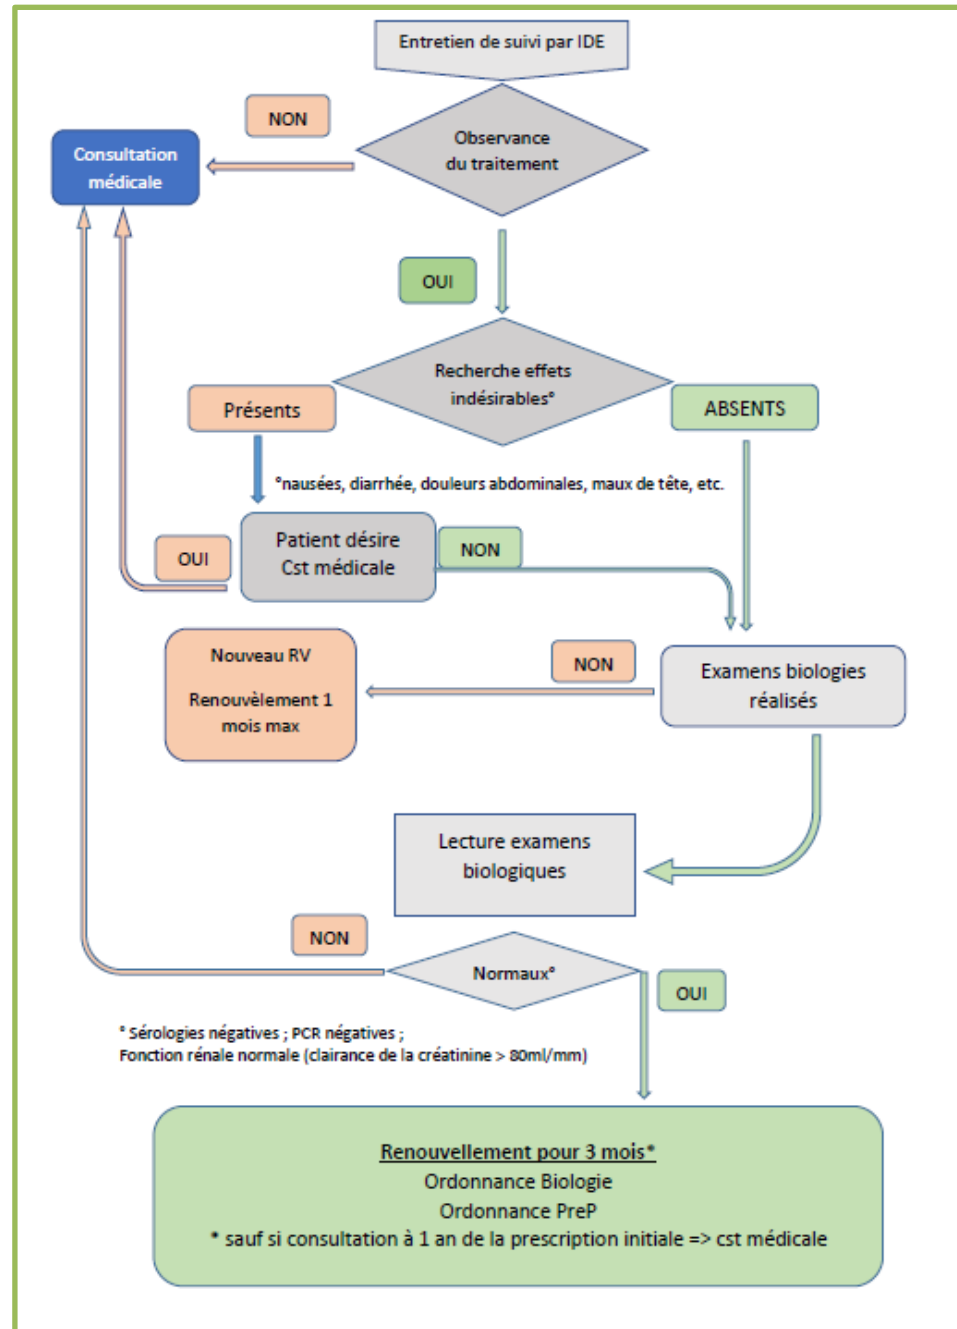 Entretien de suivi par IDE
NON
Observance
du traitement
Consultation
médicale
OUI
Recherche effets
indésirables°
Présents
ABSENTS
°nausées, diarrhée, douleurs abdominales, maux de tête, etc.
Patient désire
Cst médicale
NON
OUI
Nouveau RV
Renouvèlement 1
mois max
NON
Examens biologies
réalisés
Lecture examens
biologiques
NON
Normaux°
OUI
° Sérologies négatives ; PCR négatives ;
Fonction rénale normale (clairance de la créatinine > 80ml/mm)
Renouvellement pour 3 mois*
Ordonnance Biologie
Ordonnance PreP
* sauf si consultation à 1 an de la prescription initiale => cst médicale